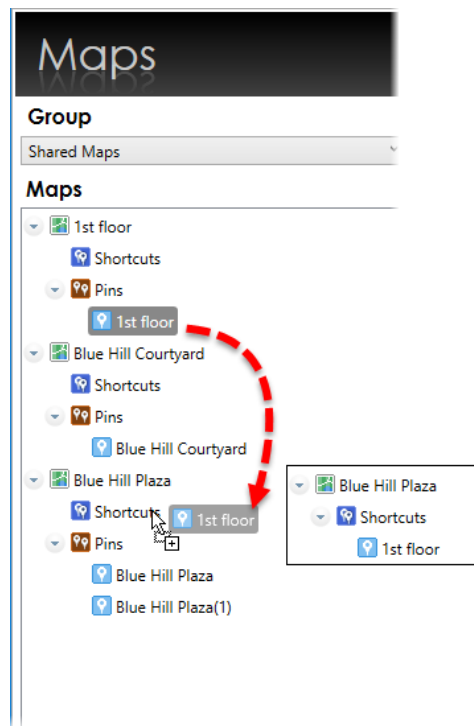 Maps
Group
Shared Maps
Maps
1st floor
Shortcuts
Pins
1st floor
Blue Hill Courtyard
Shortcuts
Pins
Blue Hill Courtyard
Blue Hill Plaza
Shortcuts
1st floor
Pins
Blue Hill Plaza
Blue Hill Plaza(1)
Blue Hill Plaza
Shortcuts
1st floor